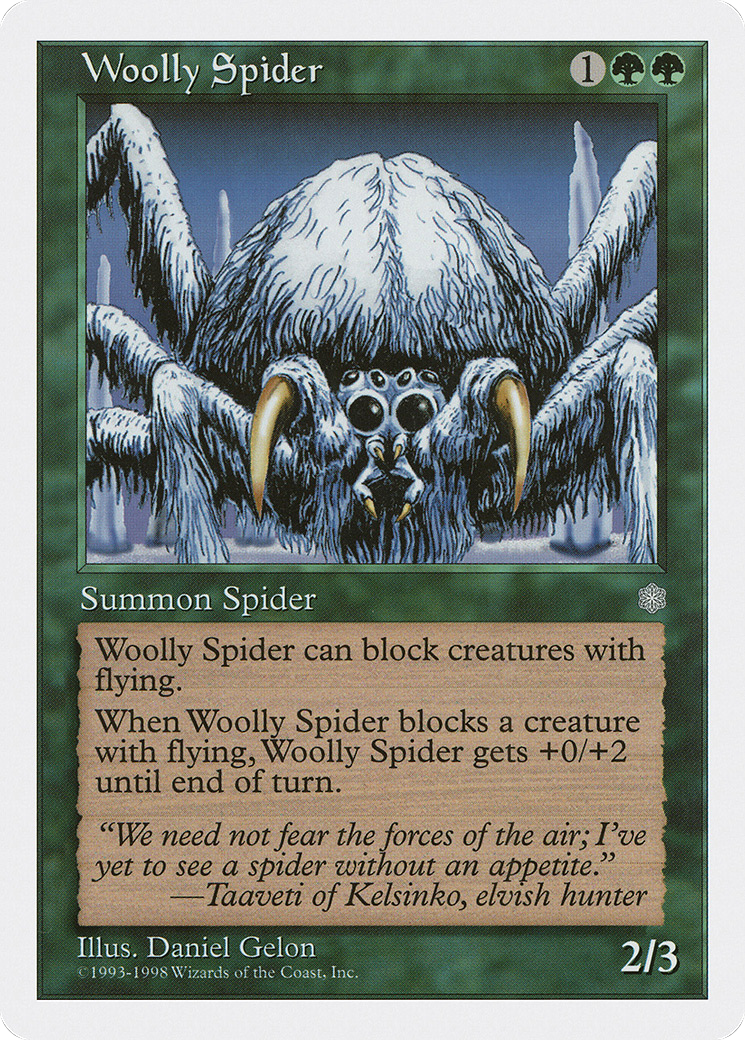 Woolly Spider 1
Summon Spider
Woolly Spider can block creatures with
flying.
When Woolly Spider blocks a creature
with flying, Woolly Spider gets +0/+2
until end of turn.
“We need not fear the forces of the air; I’ve
yet to see a spider without an appetite.”
—Taaveti of Kelsinko, elvish hunter
Illus. Daniel Gelon
©1993-1998 Wizards of the Coast, Inc.
2/3